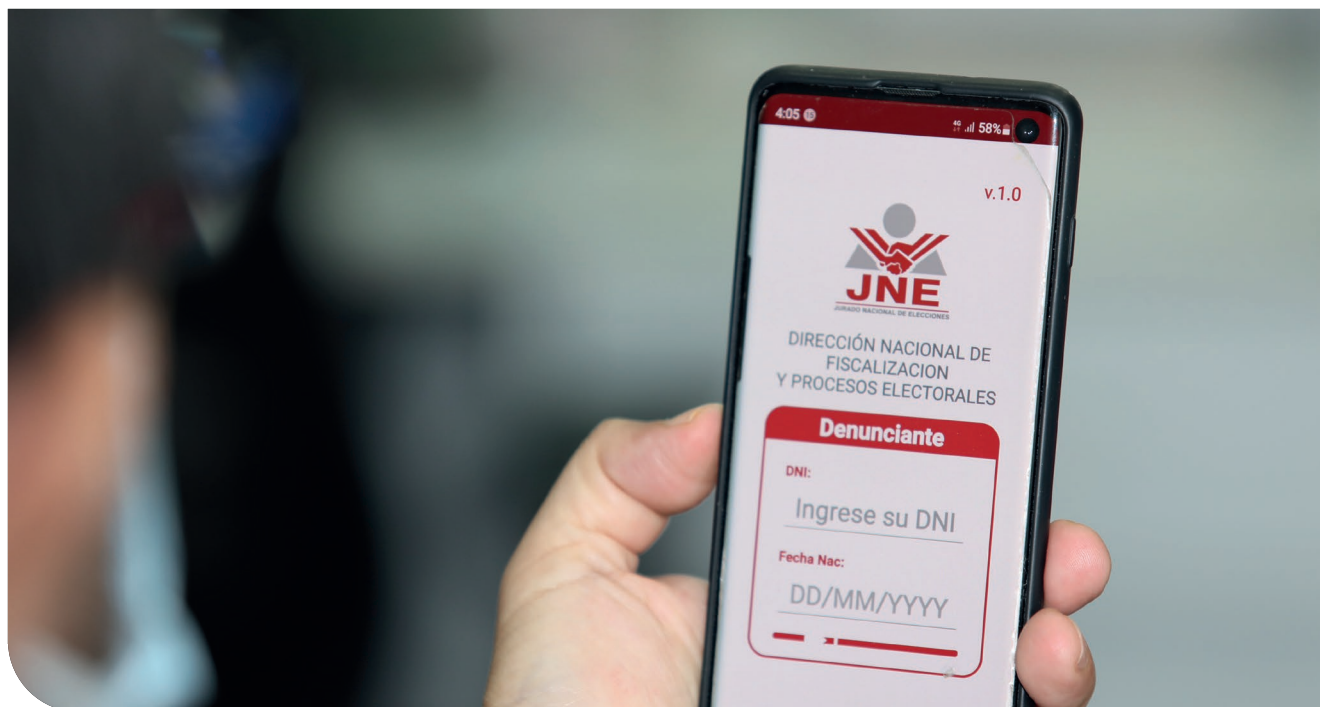 4:05
4G 58%
v.1.0
JNE
JURADO NACIONAL DE ELECCIONES
DIRECCIÓN NACIONAL DE
FISCALIZACION
Y PROCESOS ELECTORALES
Denunciante
DNI:
Ingrese su DNI
Fecha Nac:
DD/MM/YYYY